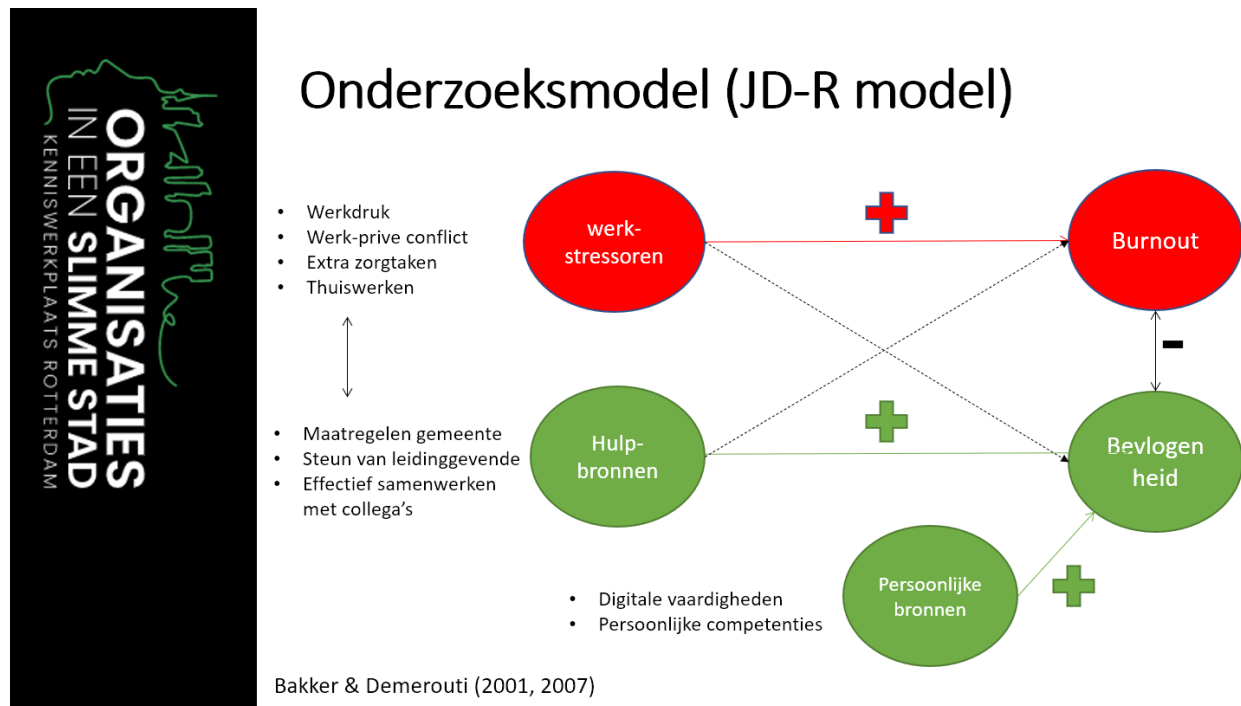 ORGANISATIES
IN EEN SLIMME STAD
KENNISWERKPLAATS ROTTERDAM
Onderzoeksmodel (JD-R model)
• Werkdruk
• Werk-prive conflict
• Extra zorgtaken
• Thuiswerken
werk-
stressoren
+
Burnout
-
• Maatregelen gemeente
• Steun van leidinggevende
• Effectief samenwerken
met collega's
Hulp-
bronnen
+
Bevlogen
heid
• Digitale vaardigheden
• Persoonlijke competenties
Persoonlijke
bronnen
+
Bakker & Demerouti (2001, 2007)